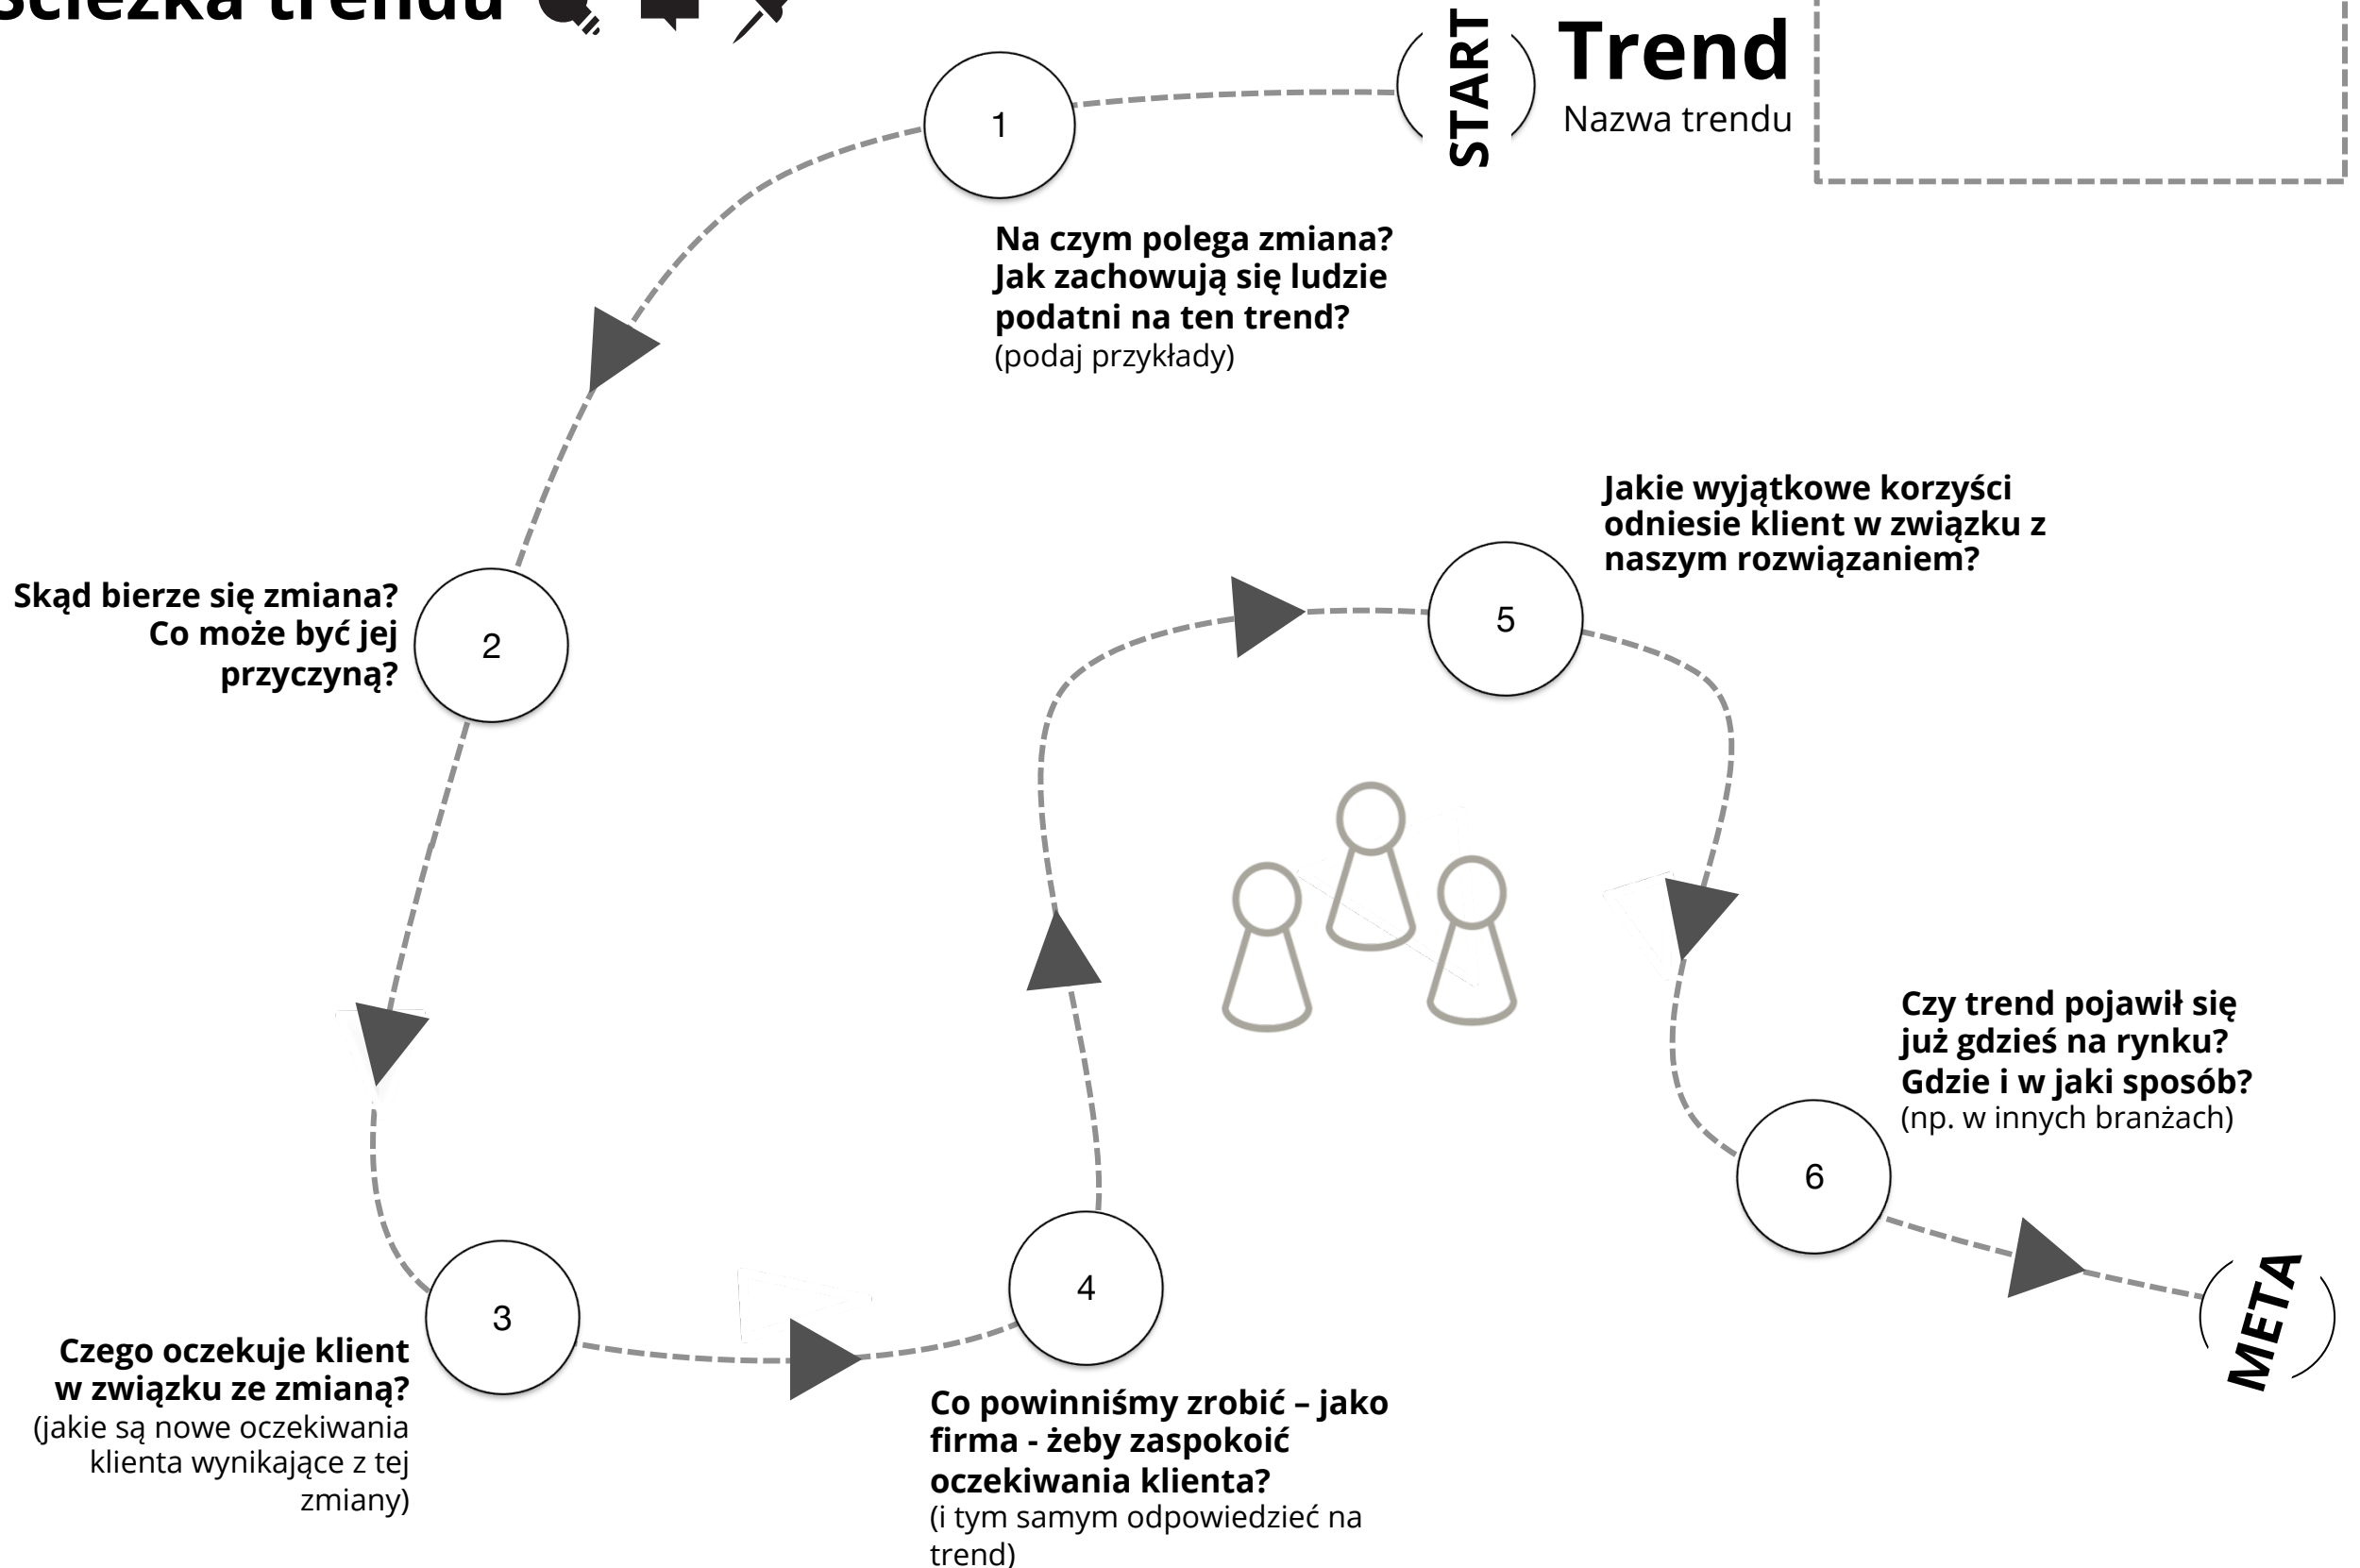 ścieżka trendu
START
Trend
Nazwa trendu
1
Na czym polega zmiana?
Jak zachowują się ludzie
podatni na ten trend?
(podaj przykłady)
2
Skąd bierze się zmiana?
Co może być jej
przyczyną?
3
Czego oczekuje klient
w związku ze zmianą?
(jakie są nowe oczekiwania
klienta wynikające z tej
zmiany)
4
Co powinniśmy zrobić – jako
firma - żeby zaspokoić
oczekiwania klienta?
(i tym samym odpowiedzieć na
trend)
5
Jakie wyjątkowe korzyści
odniesie klient w związku z
naszym rozwiązaniem?
6
Czy trend pojawił się
już gdzieś na rynku?
Gdzie i w jaki sposób?
(np. w innych branżach)
META